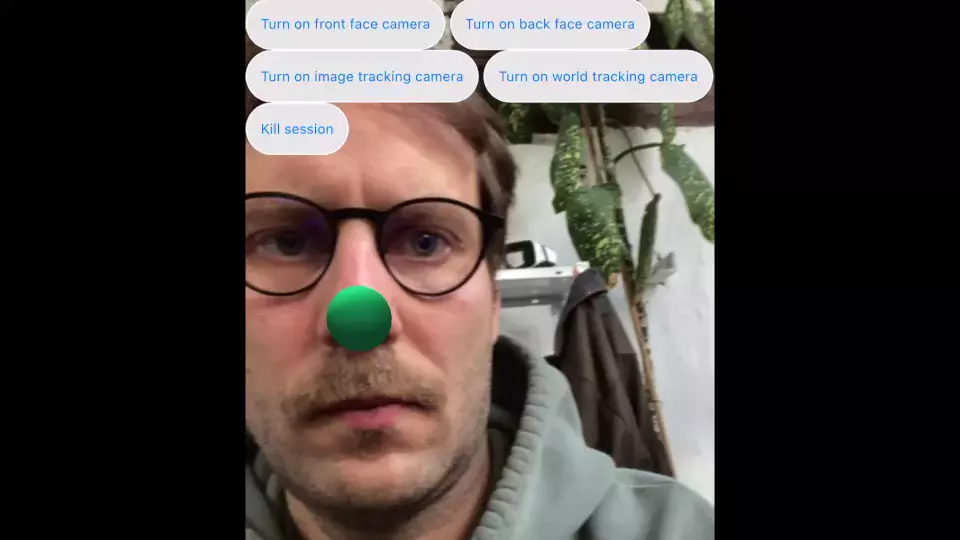 Turn on front face camera Turn on back face camera
Turn on image tracking camera Turn on world tracking camera
Kill session